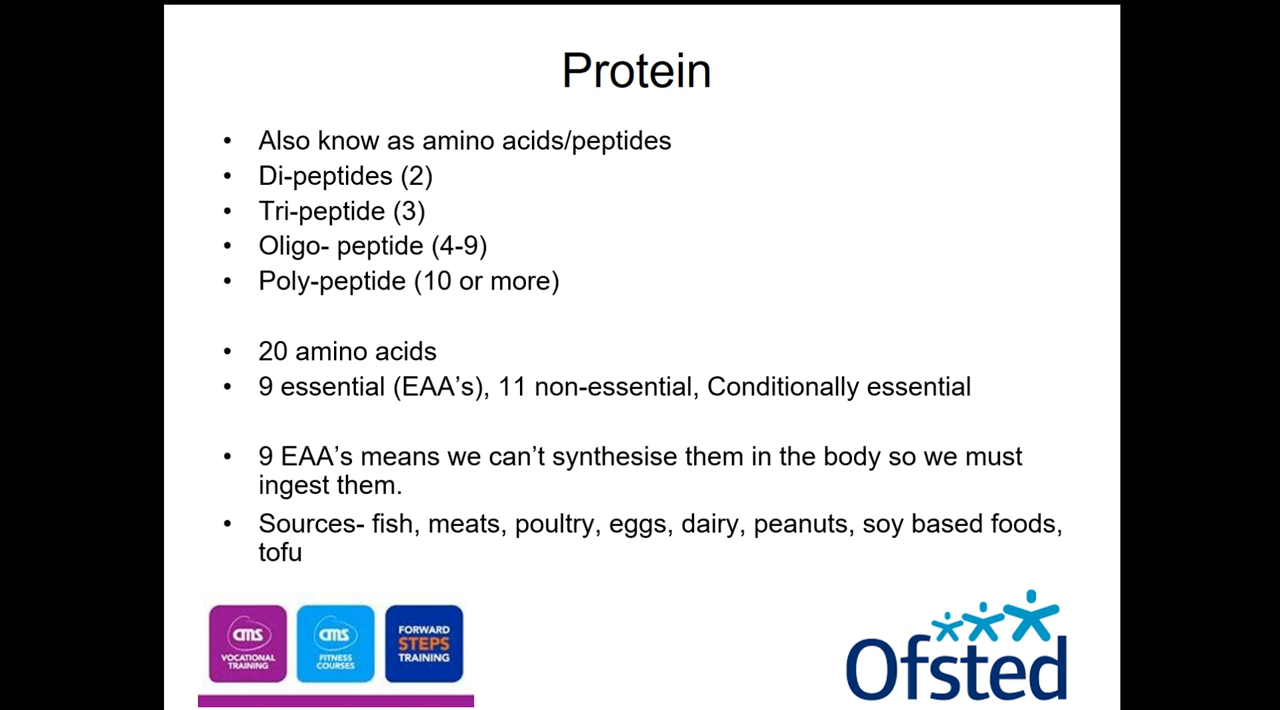 Protein
• Also know as amino acids/peptides
• Di-peptides (2)
• Tri-peptide (3)
• Oligo- peptide (4-9)
• Poly-peptide (10 or more)
• 20 amino acids
• 9 essential (EAA’s), 11 non-essential, Conditionally essential
• 9 EAA’s means we can’t synthesise them in the body so we must
ingest them.
• Sources- fish, meats, poultry, eggs, dairy, peanuts, soy based foods,
tofu
cms
VOCATIONAL
TRAINING
cms
FITNESS
COURSES
FORWARD
STEPS
TRAINING
Ofsted